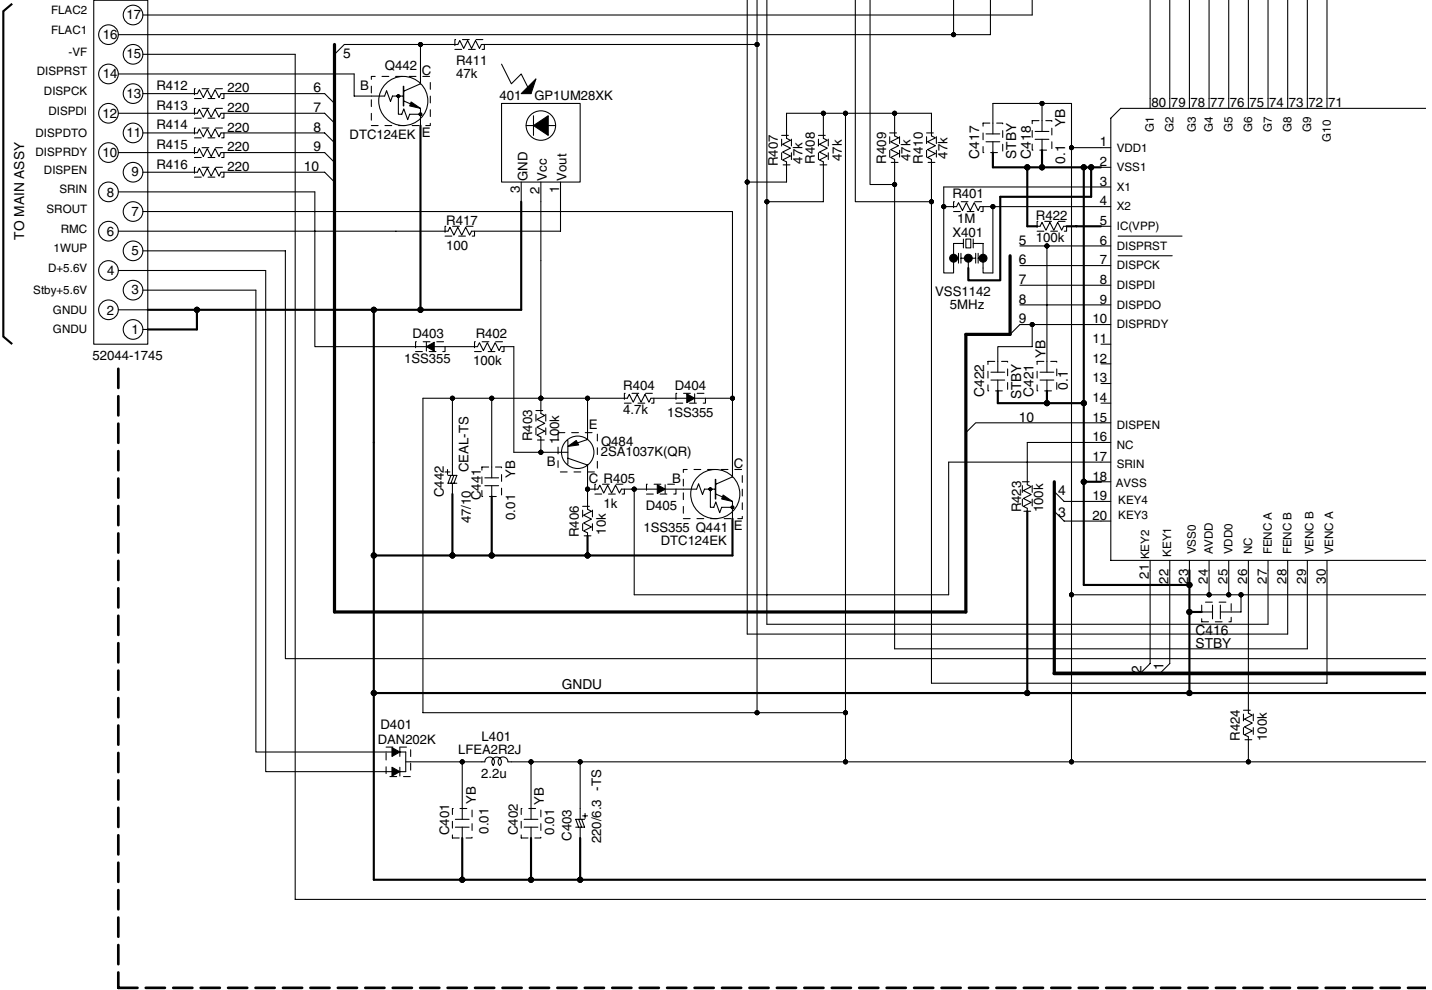 FLAC2 17
FLAC1 16
-VF 15
DISPRST 14
DISPCK 13 R412 220 6
DISPDI 12 R413 220 7
DISPDTO 11 R414 220 8
DISPRDY 10 R415 220 9
DISPEN 9 R416 220 10
SRIN 8
SROUT 7
RMC 6
1WUP 5
D+5.6V 4
Stby+5.6V 3
GNDU 2
GNDU 1
TO MAIN ASSY
52044-1745
5
Q442
B
C
E
DTC124EK
R411
47k
401 GP1UM28XK
GND
Vcc
Vout
3 2 1
R417
100
D403
1SS355
R402
100k
R403
100k
R404
4.7k
D404
1SS355
E
Q484
2SA1037K(QR)
B
C
R405
1k
D405
1SS355
R406
10k
B
C
E
Q441
DTC124EK
C442
47/10
CEAL-TS
C441
0.01
YB
R407
47k
R408
47k
R409
47k
R410
47k
C417
STBY
C418
0.1
YB
R401
1M
X401
VSS1142
5MHz
R422
100k
5
6
7
8
9
10
C422
STBY
C421
0.1
YB
80 79 78 77 76 75 74 73 72 71
G1 G2 G3 G4 G5 G6 G7 G8 G9 G10
1 VDD1
2 VSS1
3 X1
4 X2
5 IC(VPP)
6 DISPRST
7 DISPCK
8 DISPDI
9 DISPDO
10 DISPRDY
11
12
13
14
15 DISPEN
16 NC
17 SRIN
18 AVSS
19 KEY4
20 KEY3
4
3
R423
100k
KEY2 KEY1 VSS0 AVDD VDD0 NC FENC A FENC B VENC B VENC A
21 22 23 24 25 26 27 28 29 30
C416
STBY
2 1
GNDU
R424
100k
D401
DAN202K
L401
LFEA2R2J
2.2u
C401
0.01
YB
C402
0.01
YB
C403
220/6.3
-TS